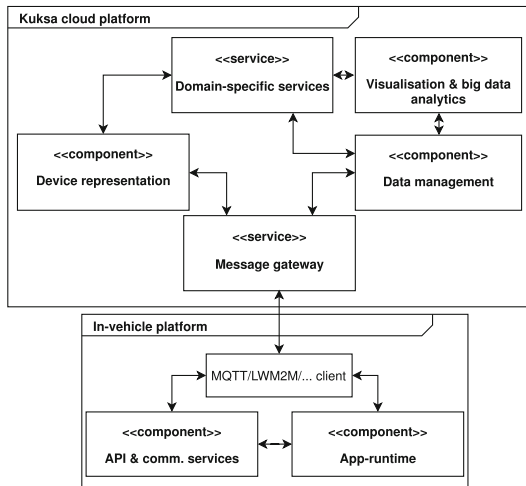 Kuksa cloud platform
<<service>>
Domain-specific services
<<component>>
Visualisation & big data
analytics
<<component>>
Device representation
<<component>>
Data management
<<service>>
Message gateway
In-vehicle platform
MQTT/LWM2M/... client
<<component>>
API & comm. services
<<component>>
App-runtime